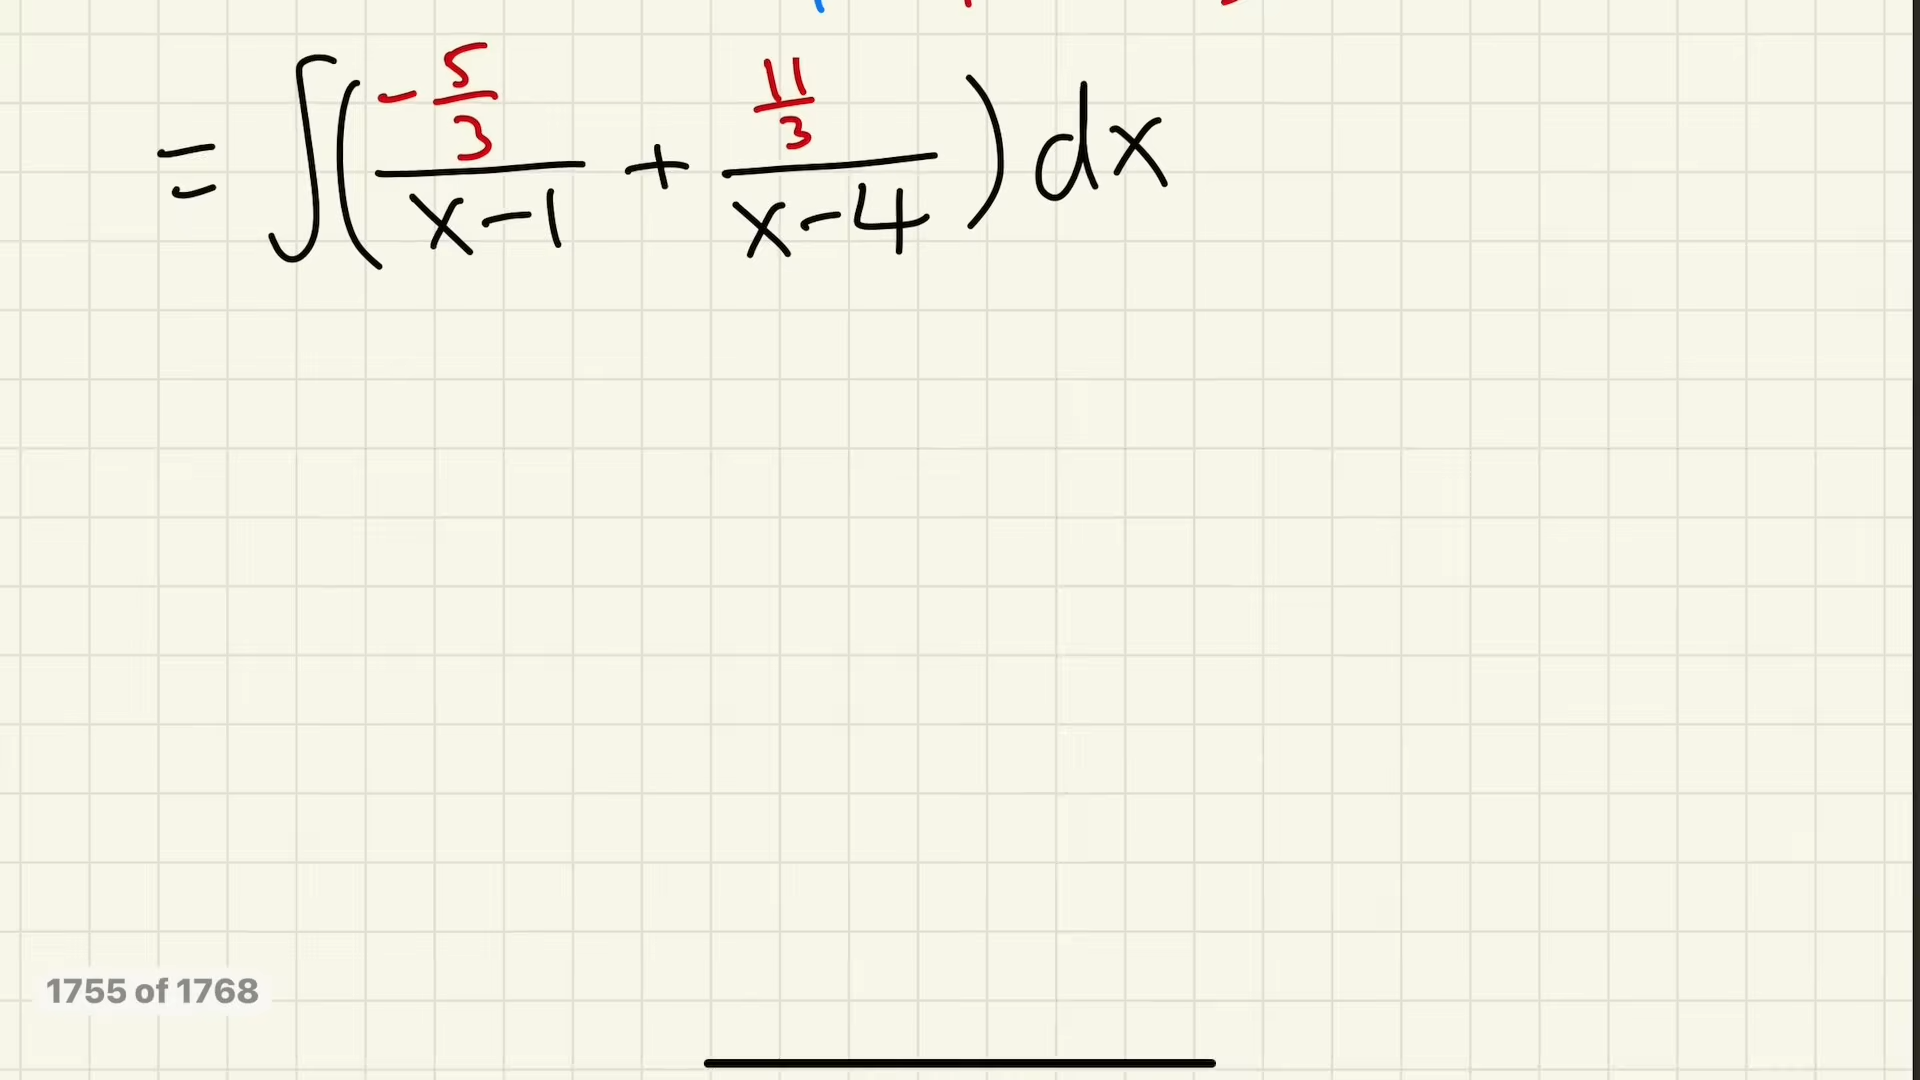 = ∫ ( (-5/3)/(x-1) + (11/3)/(x-4) ) dx
1755 of 1768